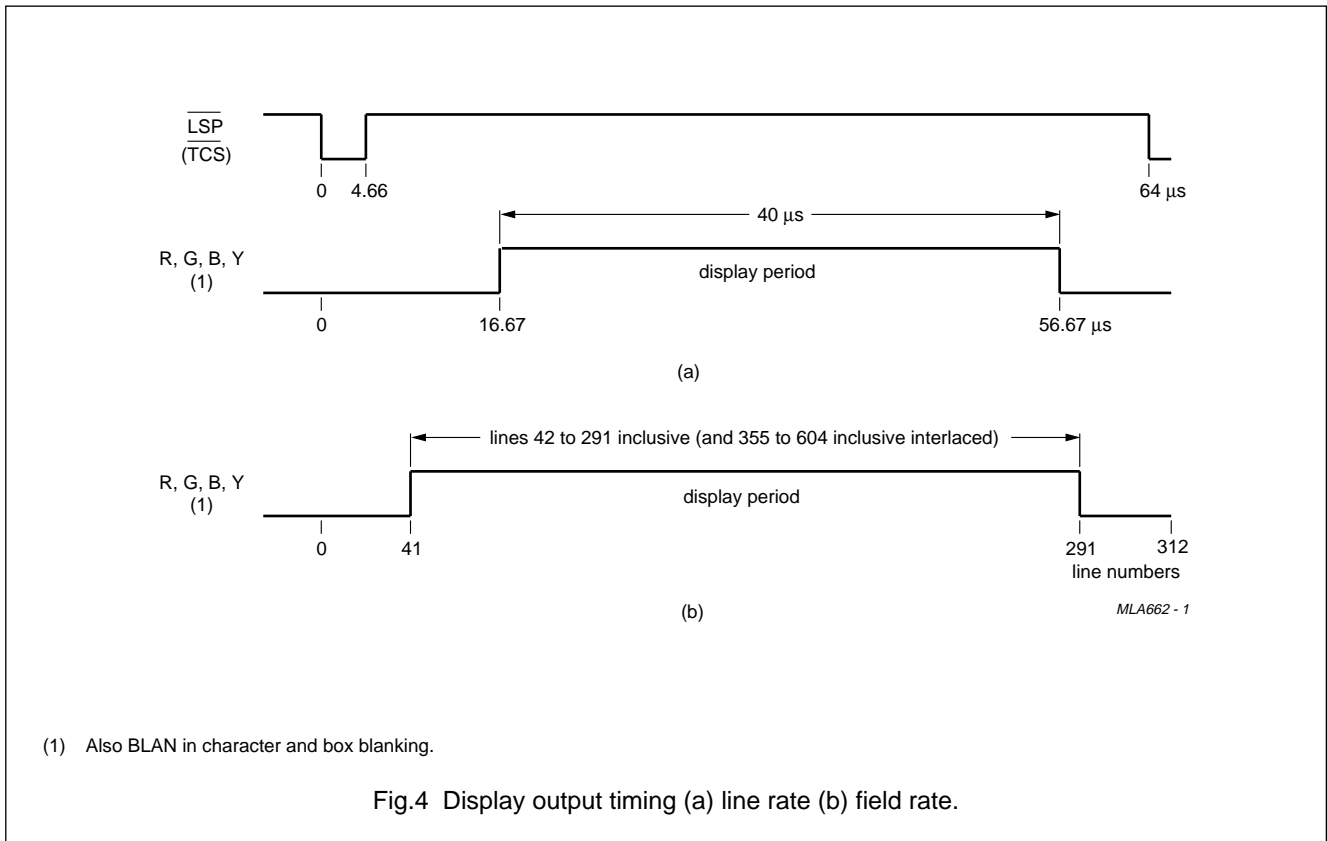 LSP
(TCS)
0 4.66 64 µs
40 µs
R, G, B, Y
(1)
display period
0 16.67 56.67 µs
(a)
lines 42 to 291 inclusive (and 355 to 604 inclusive interlaced)
R, G, B, Y
(1)
display period
0 41 291 312
line numbers
(b)
MLA662 - 1
(1) Also BLAN in character and box blanking.
Fig.4 Display output timing (a) line rate (b) field rate.